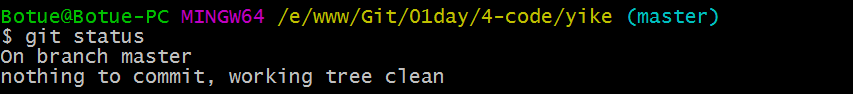 Botue@Botue-PC MINGW64 /e/www/Git/01day/4-code/yike (master)
$ git status
On branch master
nothing to commit, working tree clean